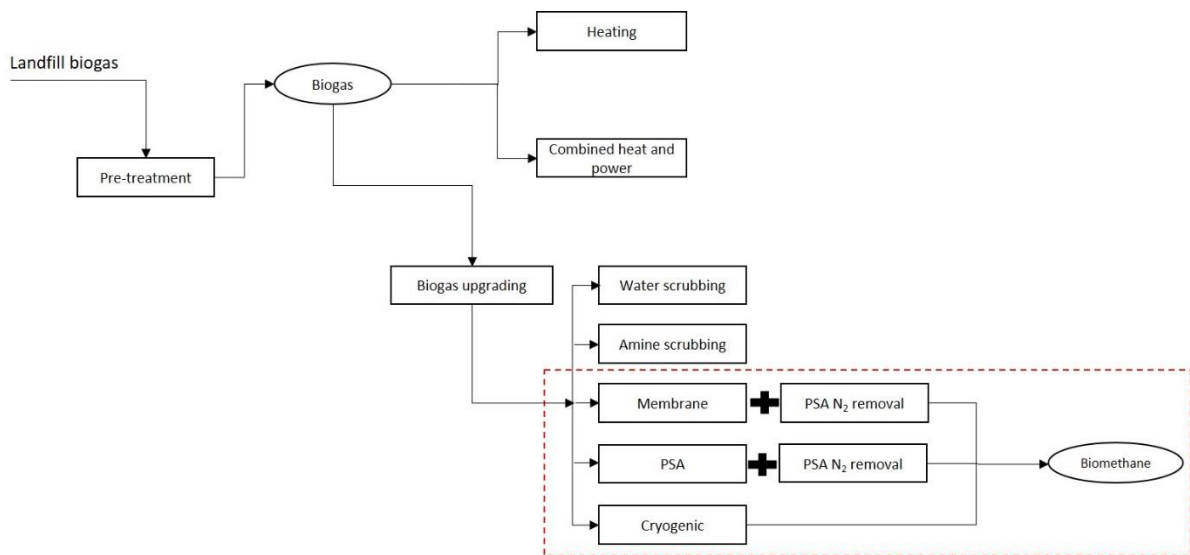 Heating
Landfill biogas
Biogas
Combined heat and
power
Pre-treatment
Biogas upgrading
Water scrubbing
Amine scrubbing
Membrane
PSA N₂ removal
PSA
PSA N₂ removal
Biomethane
Cryogenic